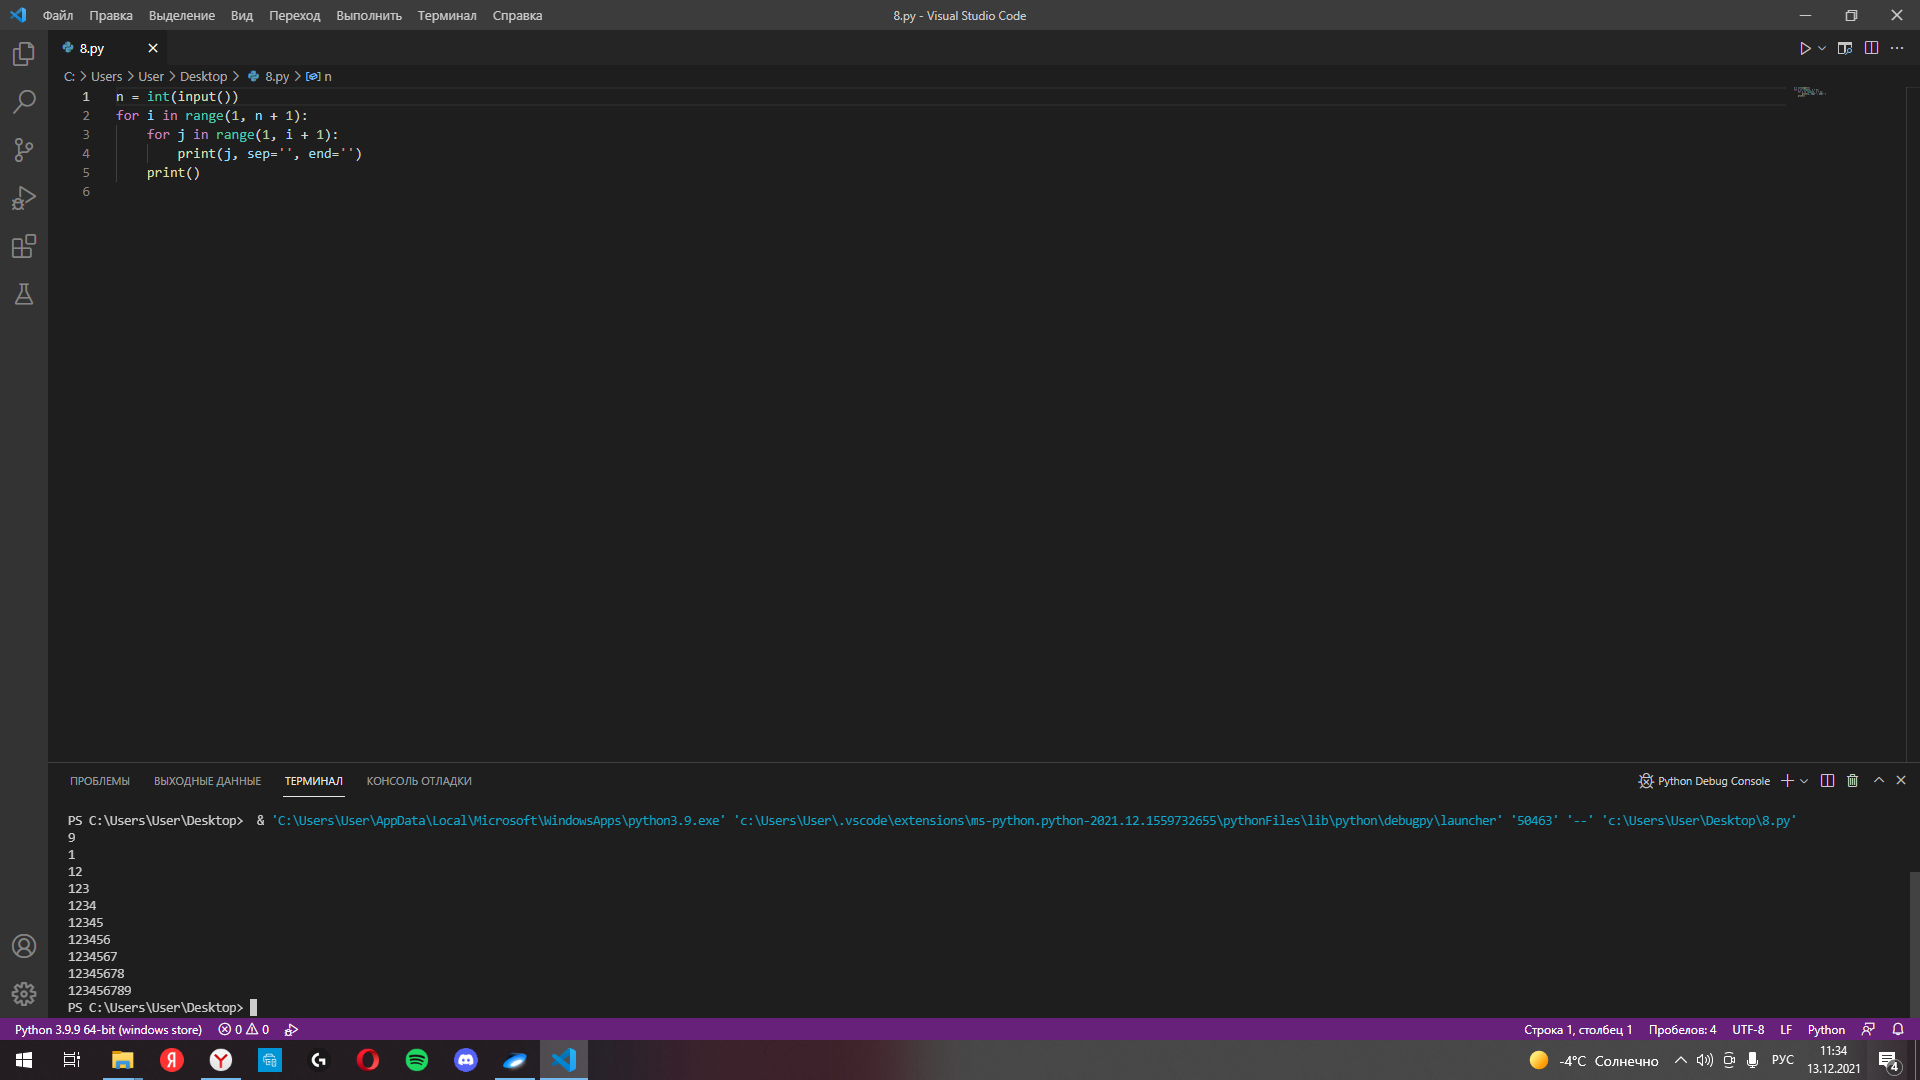 Файл Правка Выделение Вид Переход Выполнить Терминал Справка 8.py - Visual Studio Code
8.py
C: > Users > User > Desktop > 8.py > n
1 n = int(input())
2 for i in range(1, n + 1):
3     for j in range(1, i + 1):
4         print(j, sep='', end='')
5     print()
6
ПРОБЛЕМЫ ВЫХОДНЫЕ ДАННЫЕ ТЕРМИНАЛ КОНСОЛЬ ОТЛАДКИ Python Debug Console
PS C:\Users\User\Desktop>  & 'C:\Users\User\AppData\Local\Microsoft\WindowsApps\python3.9.exe' 'c:\Users\User\.vscode\extensions\ms-python.python-2021.12.1559732655\pythonFiles\lib\python\debugpy\launcher' '50463' '--' 'c:\Users\User\Desktop\8.py'
9
1
12
123
1234
12345
123456
1234567
12345678
123456789
PS C:\Users\User\Desktop>
Python 3.9.9 64-bit (windows store) 0 0 Строка 1, столбец 1 Пробелов: 4 UTF-8 LF Python
-4°C Солнечно РУС 11:34
13.12.2021 4